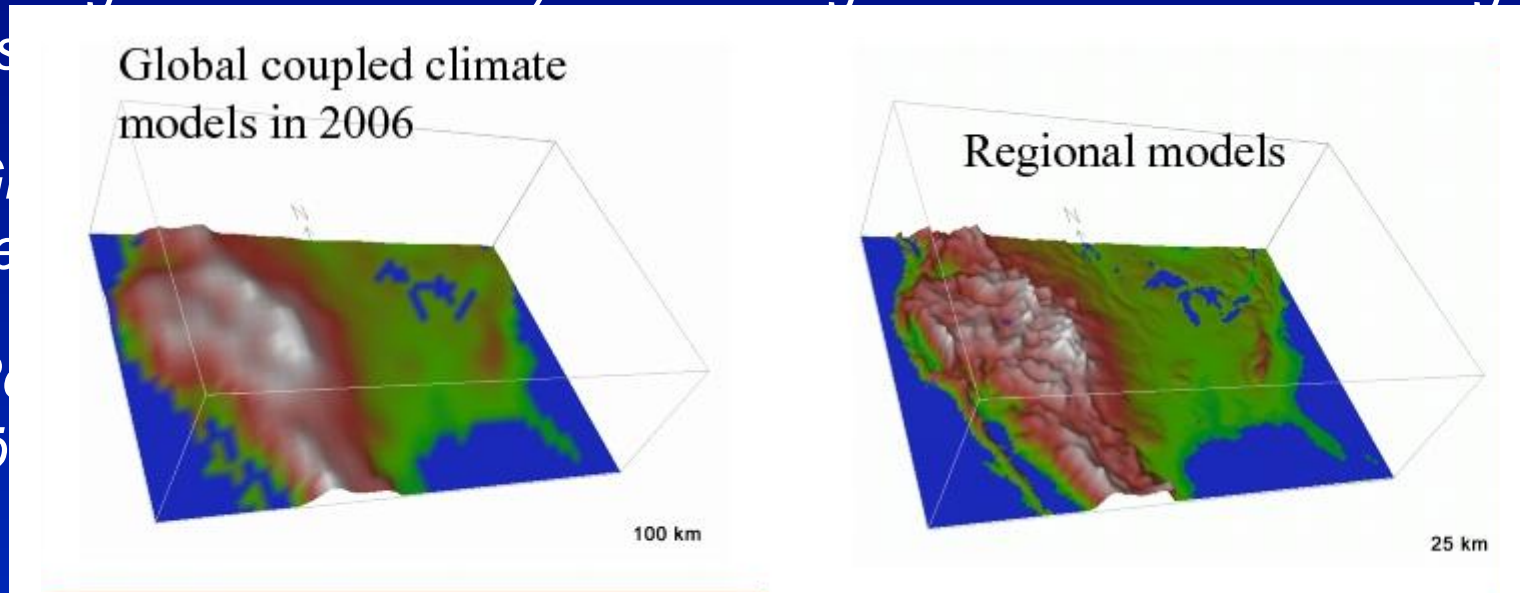 Global coupled climate
models in 2006
Regional models
N
N
100 km
25 km